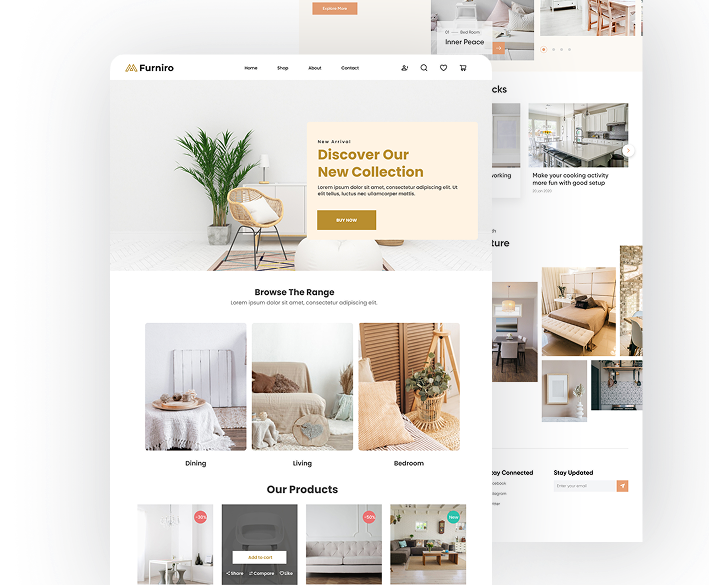 Explore More
01 — Bed Room
Inner Peace
Furniro
Home
Shop
About
Contact
New Arrival
Discover Our
New Collection
Lorem ipsum dolor sit amet, consectetur adipiscing elit. Ut
elit tellus, luctus nec ullamcorper mattis.
BUY NOW
cks
working
Make your cooking activity
more fun with good setup
20 Jan 2020
th
ture
Browse The Range
Lorem ipsum dolor sit amet, consectetur adipiscing elit.
Dining
Living
Bedroom
Our Products
-30%
-50%
New
Add to cart
Share
Compare
Like
tay Connected
cebook
tagram
itter
Stay Updated
Enter your email